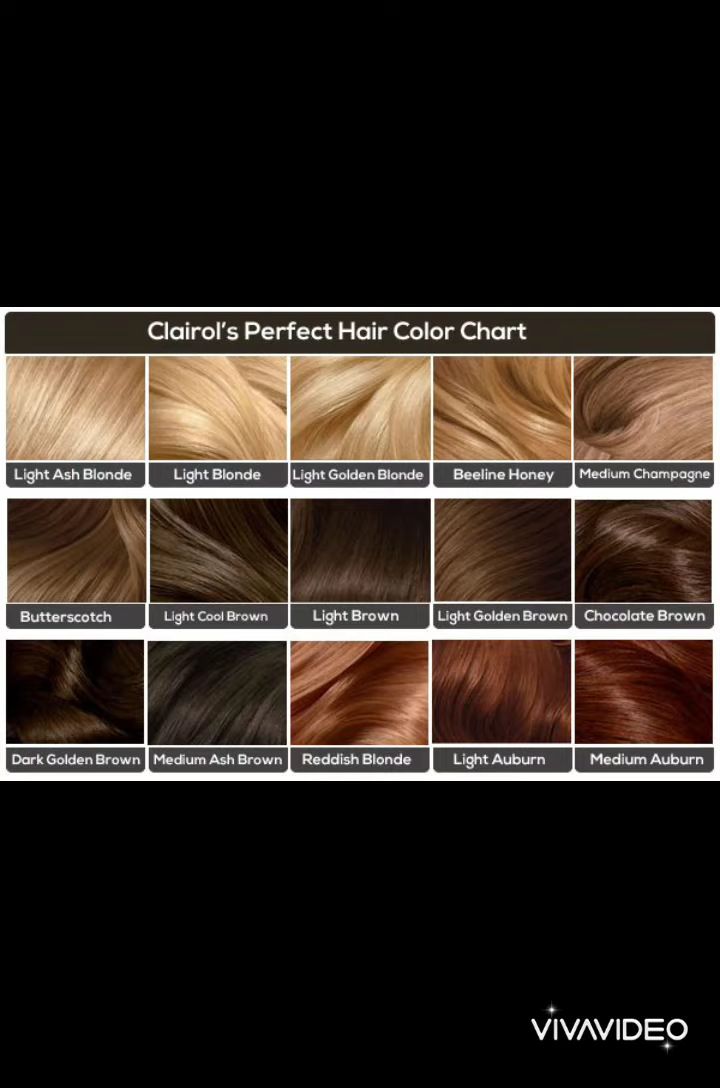 Clairol's Perfect Hair Color Chart
Light Ash Blonde
Light Blonde
Light Golden Blonde
Beeline Honey
Medium Champagne
Butterscotch
Light Cool Brown
Light Brown
Light Golden Brown
Chocolate Brown
Dark Golden Brown
Medium Ash Brown
Reddish Blonde
Light Auburn
Medium Auburn
VIVAVIDEO